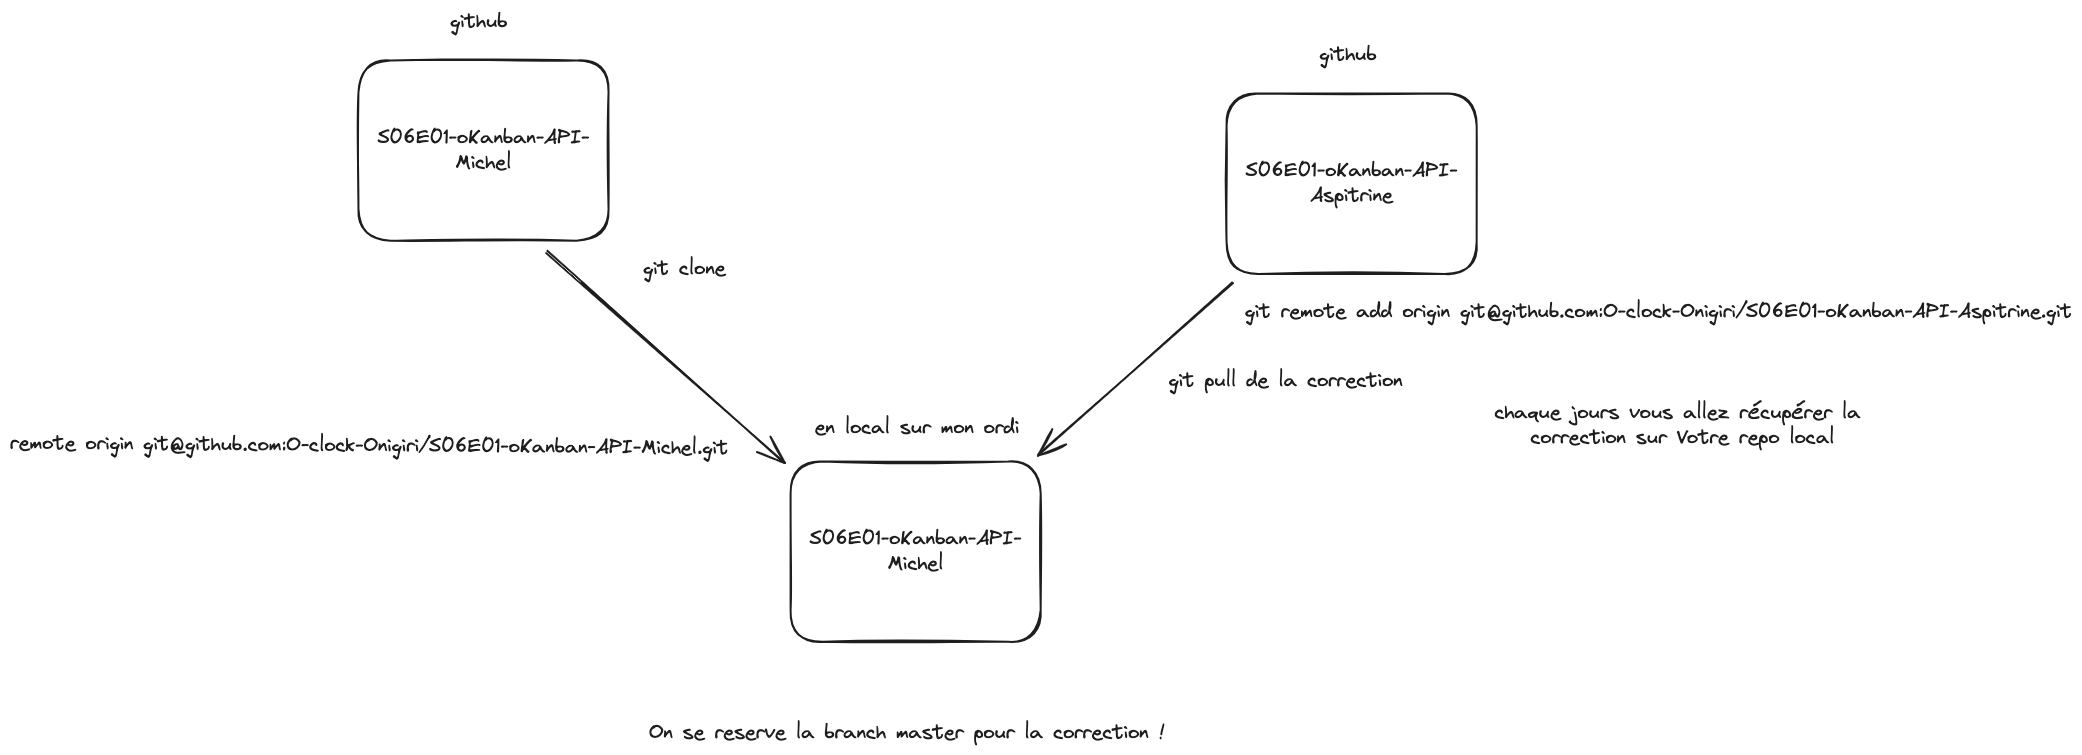 github
github
S06E01-oKanban-API-
Michel
S06E01-oKanban-API-
Aspitrine
git clone
git remote add origin git@github.com:O-clock-Onigiri/S06E01-oKanban-API-Aspitrine.git
git pull de la correction
chaque jours vous allez récupérer la
correction sur Votre repo local
en local sur mon ordi
remote origin git@github.com:O-clock-Onigiri/S06E01-oKanban-API-Michel.git
S06E01-oKanban-API-
Michel
On se reserve la branch master pour la correction !